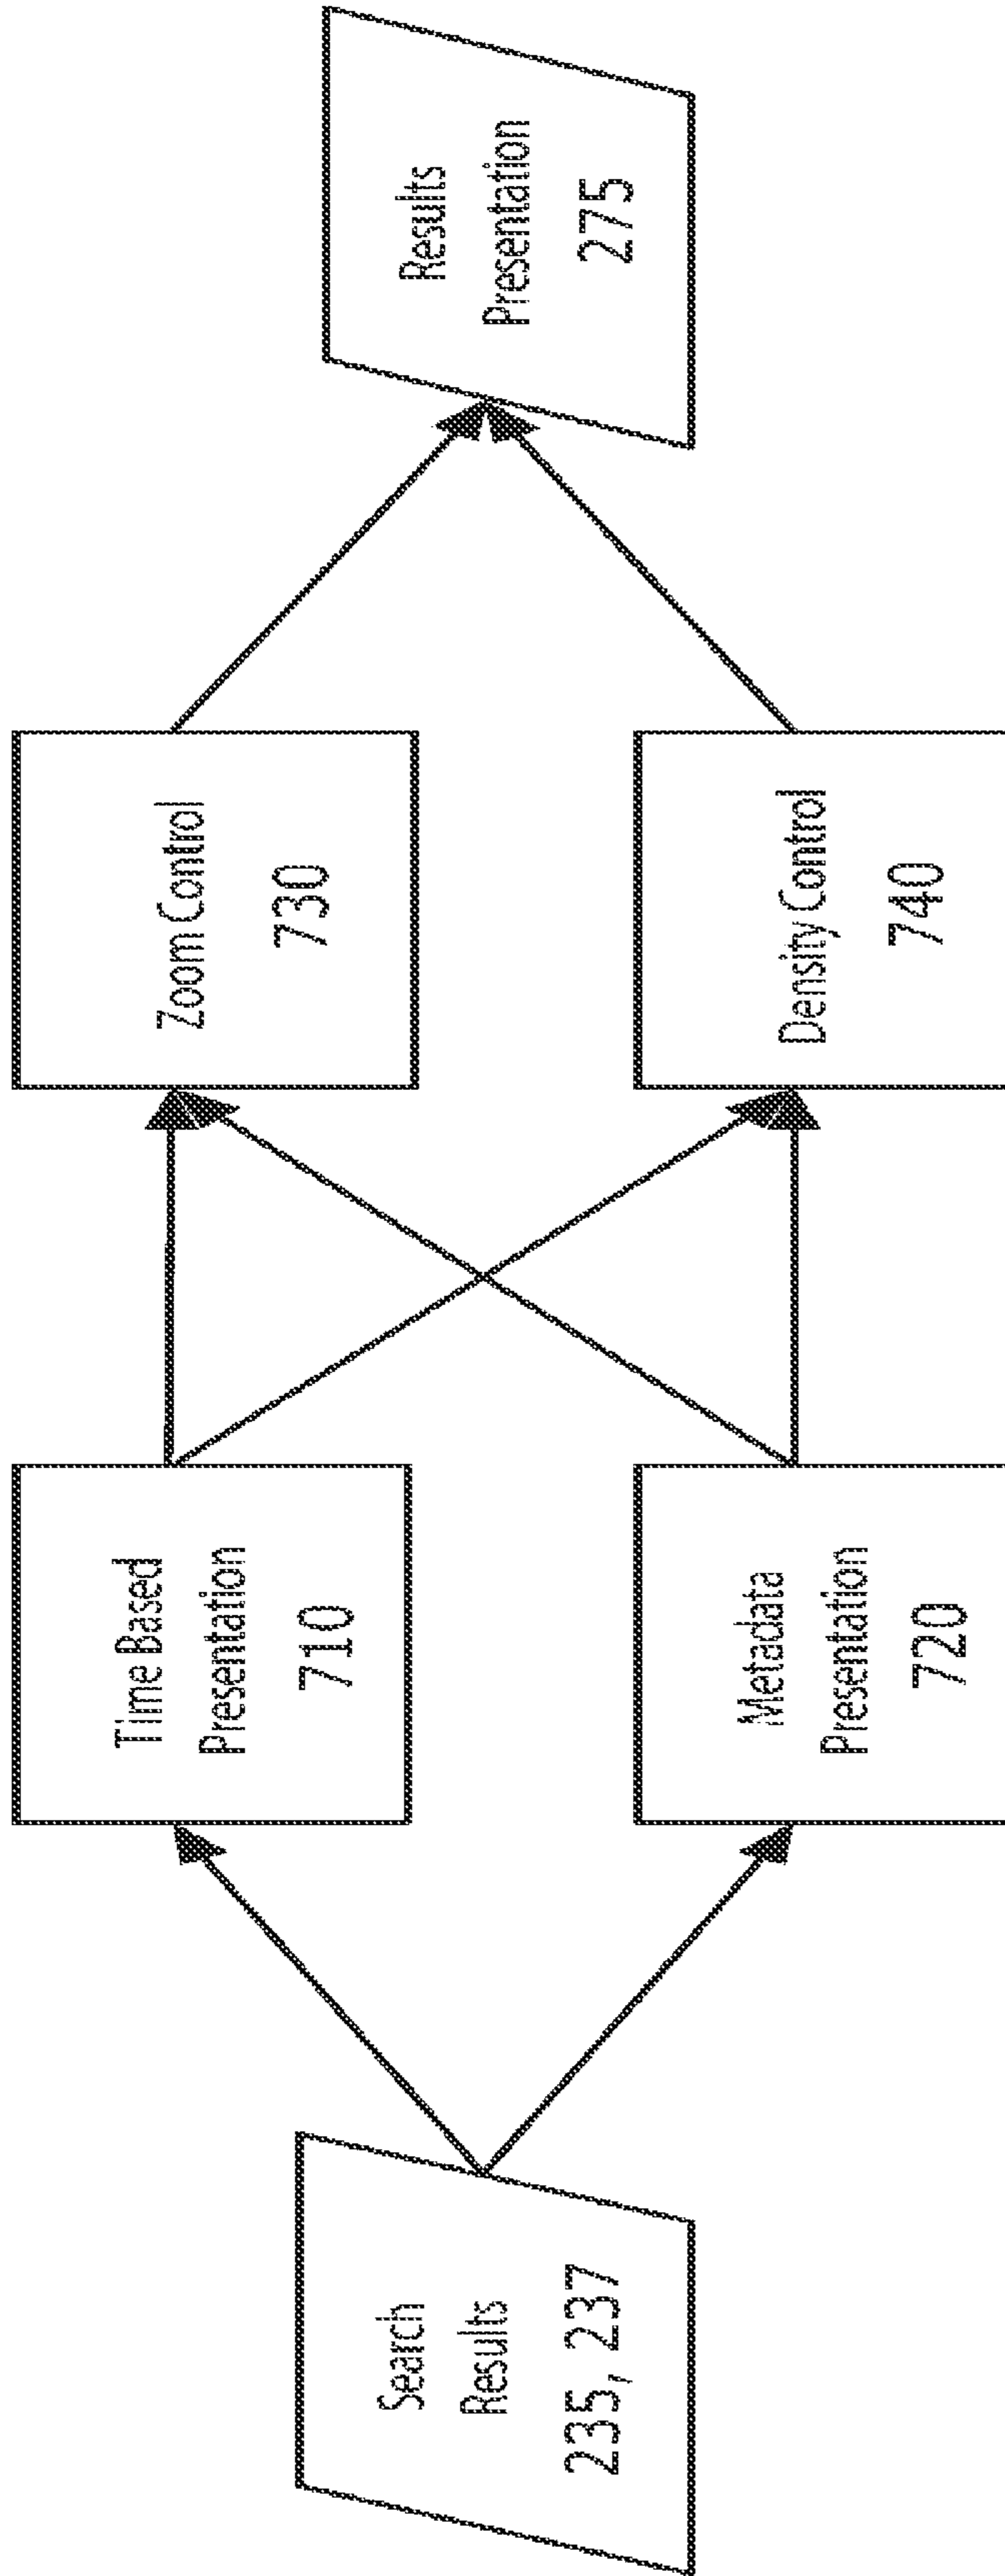 Search
Results
235, 237
Time Based
Presentation
710
Metadata
Presentation
720
Zoom Control
730
Density Control
740
Results
Presentation
275